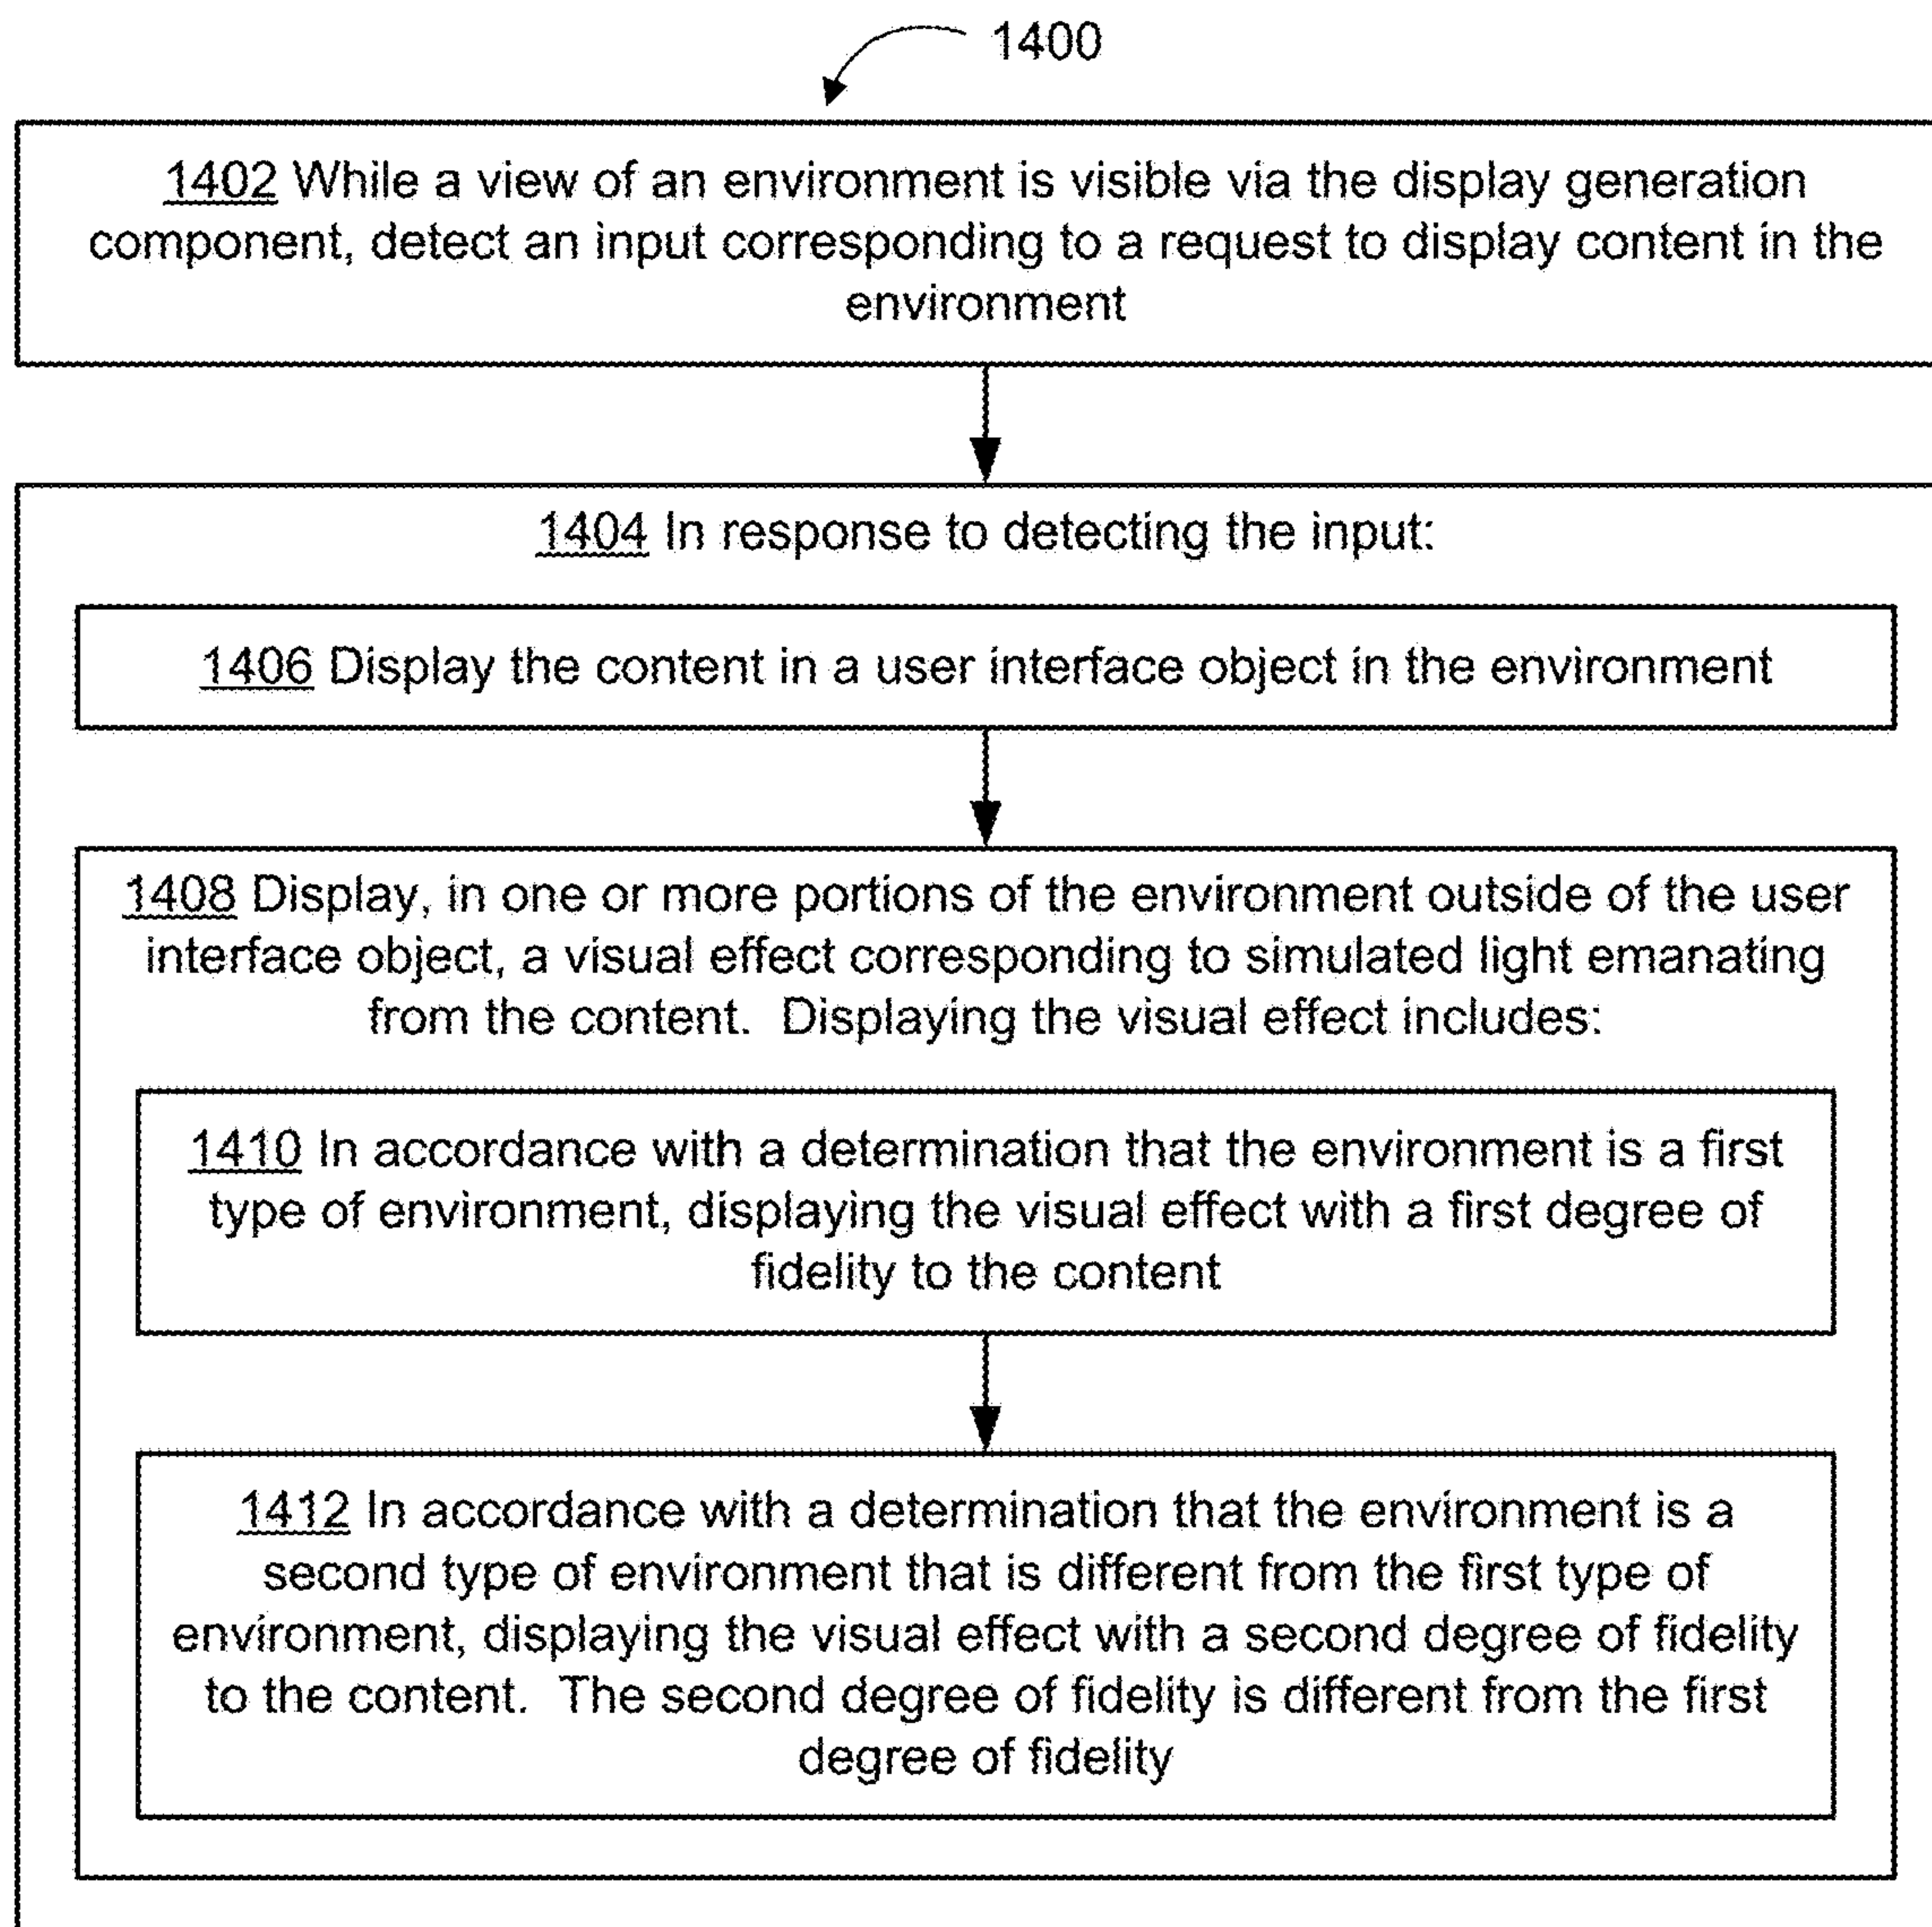 1400
1402 While a view of an environment is visible via the display generation
component, detect an input corresponding to a request to display content in the
environment
1404 In response to detecting the input:
1406 Display the content in a user interface object in the environment
1408 Display, in one or more portions of the environment outside of the user
interface object, a visual effect corresponding to simulated light emanating
from the content.  Displaying the visual effect includes:
1410 In accordance with a determination that the environment is a first
type of environment, displaying the visual effect with a first degree of
fidelity to the content
1412 In accordance with a determination that the environment is a
second type of environment that is different from the first type of
environment, displaying the visual effect with a second degree of fidelity
to the content.  The second degree of fidelity is different from the first
degree of fidelity